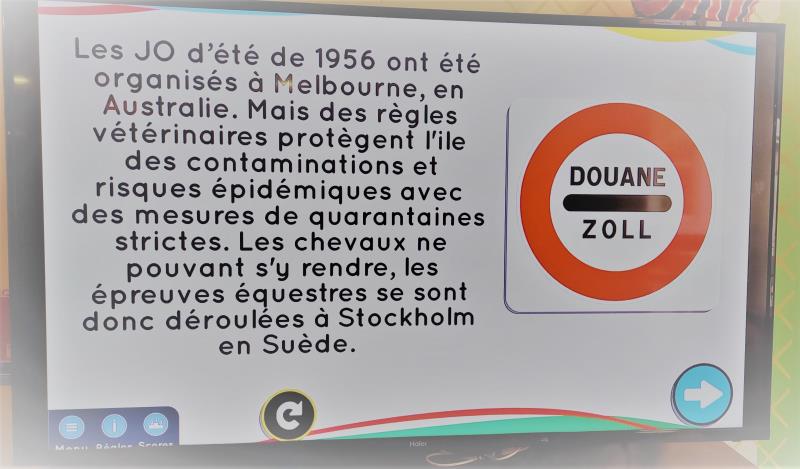 Les JO d'été de 1956 ont été
organisés à Melbourne, en
Australie. Mais des règles
vétérinaires protègent l'ile
des contaminations et
risques épidémiques avec
des mesures de quarantaines
strictes. Les chevaux ne
pouvant s'y rendre, les
épreuves équestres se sont
donc déroulées à Stockholm
en Suède.
DOUANE
ZOLL
Menu Règles Scores
Haier